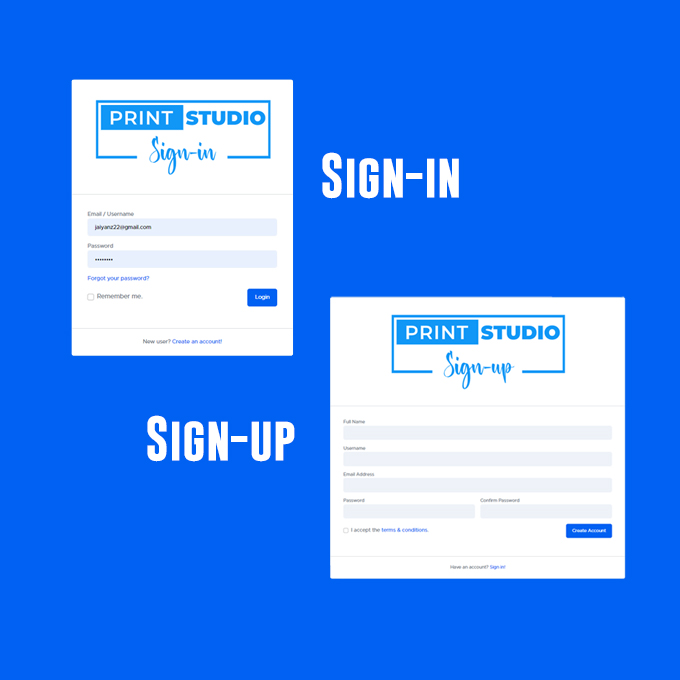 PRINT STUDIO
Sign-in
Email / Username
jaiyanz22@gmail.com
Password
••••••••
Forgot your password?
Remember me.
Login
New user? Create an account!
SIGN-IN
SIGN-UP
PRINT STUDIO
Sign-up
Full Name
Username
Email Address
Password Confirm Password
I accept the terms & conditions.
Create Account
Have an account? Sign in!